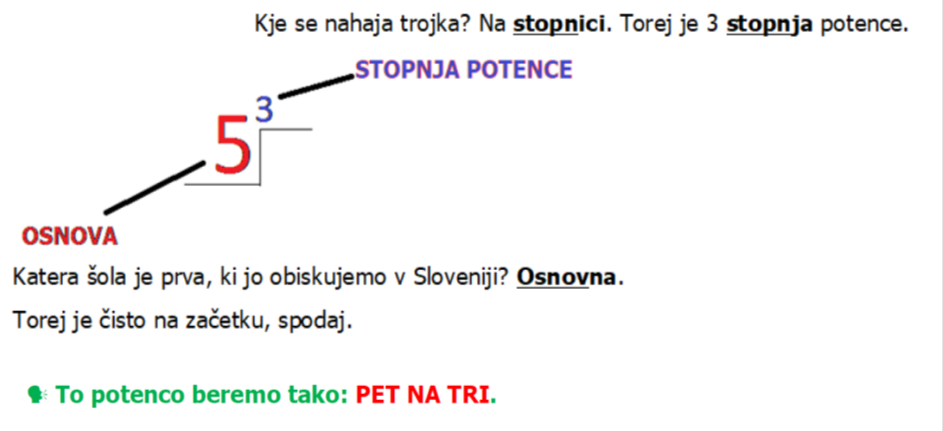 Kje se nahaja trojka? Na stopnici. Torej je 3 stopnja potence.
STOPNJA POTENCE
5³
OSNOVA
Katera šola je prva, ki jo obiskujemo v Sloveniji? Osnovna.
Torej je čisto na začetku, spodaj.
🗣 To potenco beremo tako: PET NA TRI.